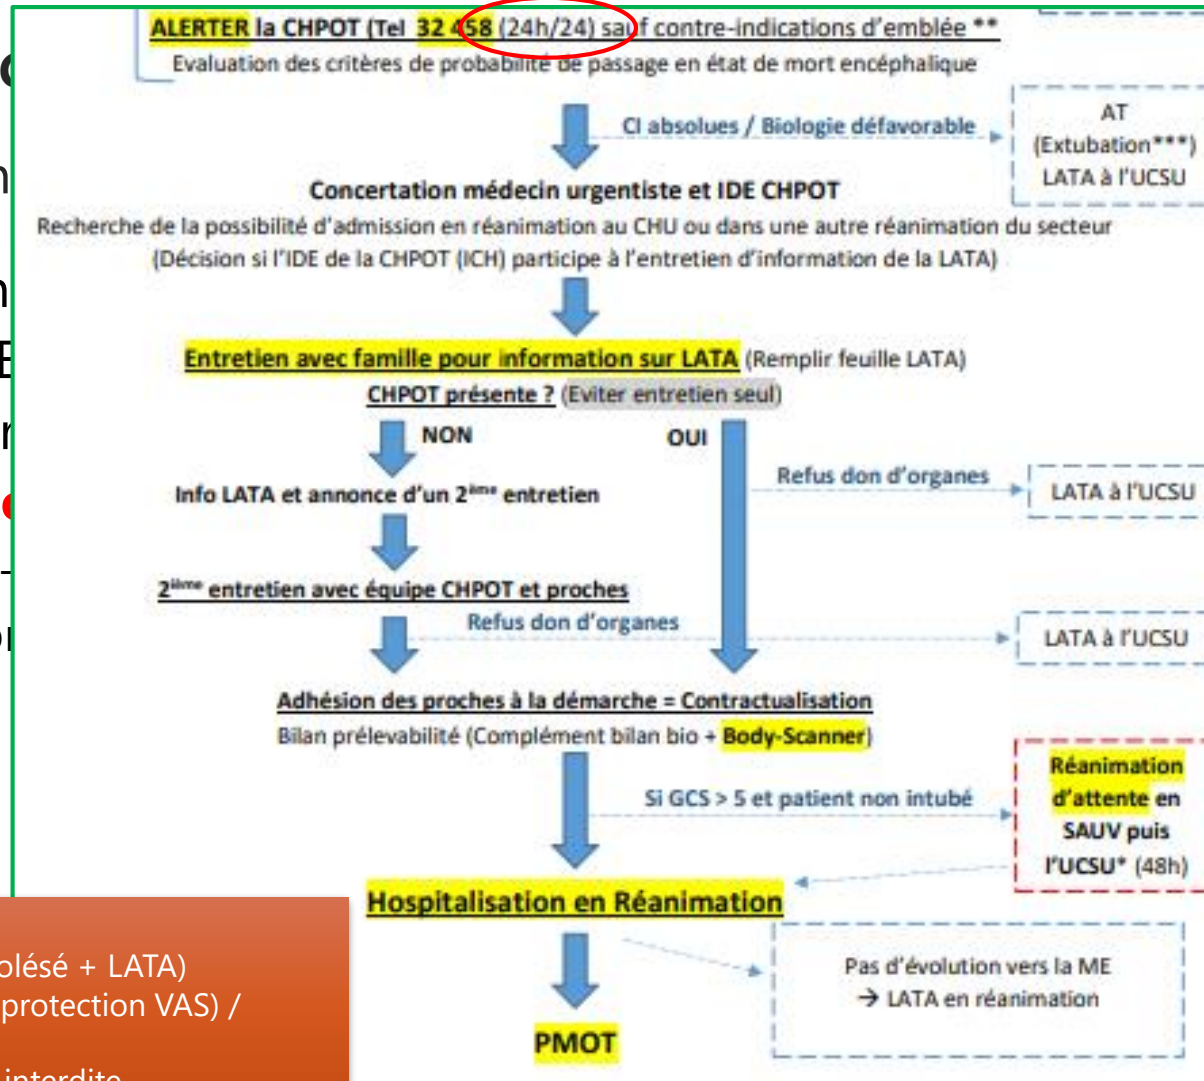 ALERTER la CHPOT (Tel 32 458 (24h/24) sauf contre-indications d'emblée **
Evaluation des critères de probabilité de passage en état de mort encéphalique
CI absolues / Biologie défavorable
AT
(Extubation***)
LATA à l'UCSU
Concertation médecin urgentiste et IDE CHPOT
Recherche de la possibilité d'admission en réanimation au CHU ou dans une autre réanimation du secteur
(Décision si l'IDE de la CHPOT (ICH) participe à l'entretien d'information de la LATA)
Entretien avec famille pour information sur LATA (Remplir feuille LATA)
CHPOT présente ? (Eviter entretien seul)
NON
OUI
Refus don d'organes
LATA à l'UCSU
Info LATA et annonce d'un 2ème entretien
2ième entretien avec équipe CHPOT et proches
Refus don d'organes
LATA à l'UCSU
Adhésion des proches à la démarche = Contractualisation
Bilan prélevabilité (Complément bilan bio + Body-Scanner)
Si GCS > 5 et patient non intubé
Réanimation
d'attente en
SAUV puis
l'UCSU* (48h)
Hospitalisation en Réanimation
Pas d'évolution vers la ME
→ LATA en réanimation
PMOT
olésé + LATA)
protection VAS) /
interdite